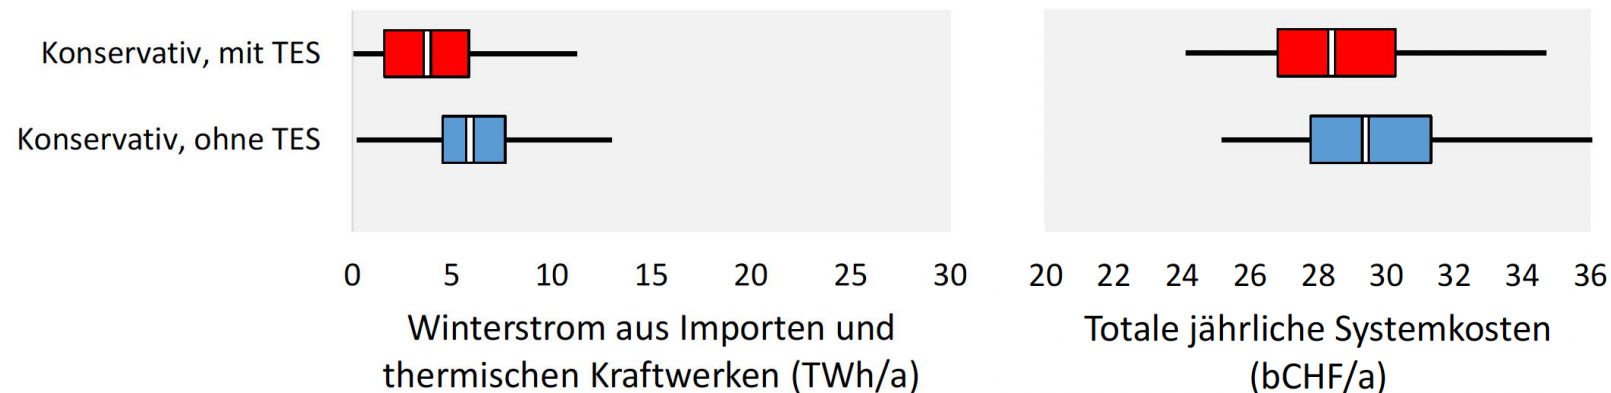 Konservativ, mit TES
Konservativ, ohne TES
0 5 10 15 20 25 30
Winterstrom aus Importen und
thermischen Kraftwerken (TWh/a)
20 22 24 26 28 30 32 34 36
Totale jährliche Systemkosten
(bCHF/a)